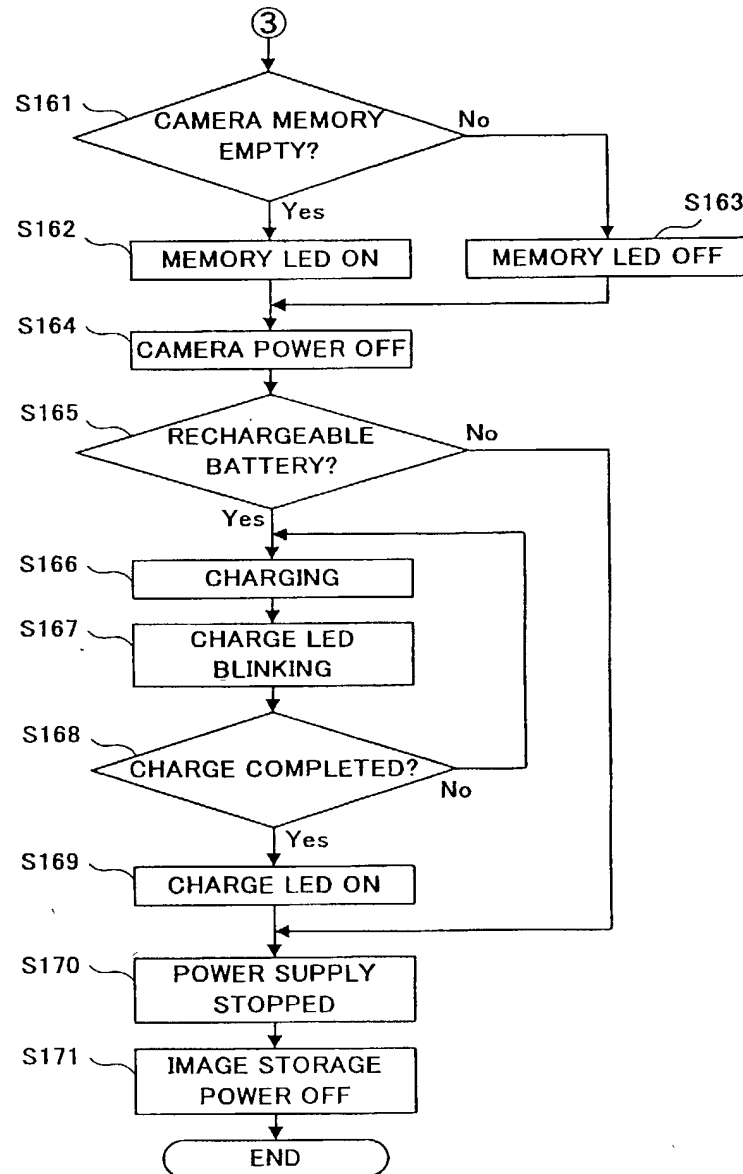 ③
S161
CAMERA MEMORY
EMPTY?
No
Yes
S162
MEMORY LED ON
S163
MEMORY LED OFF
S164
CAMERA POWER OFF
S165
RECHARGEABLE
BATTERY?
No
Yes
S166
CHARGING
S167
CHARGE LED
BLINKING
S168
CHARGE COMPLETED?
No
Yes
S169
CHARGE LED ON
S170
POWER SUPPLY
STOPPED
S171
IMAGE STORAGE
POWER OFF
END